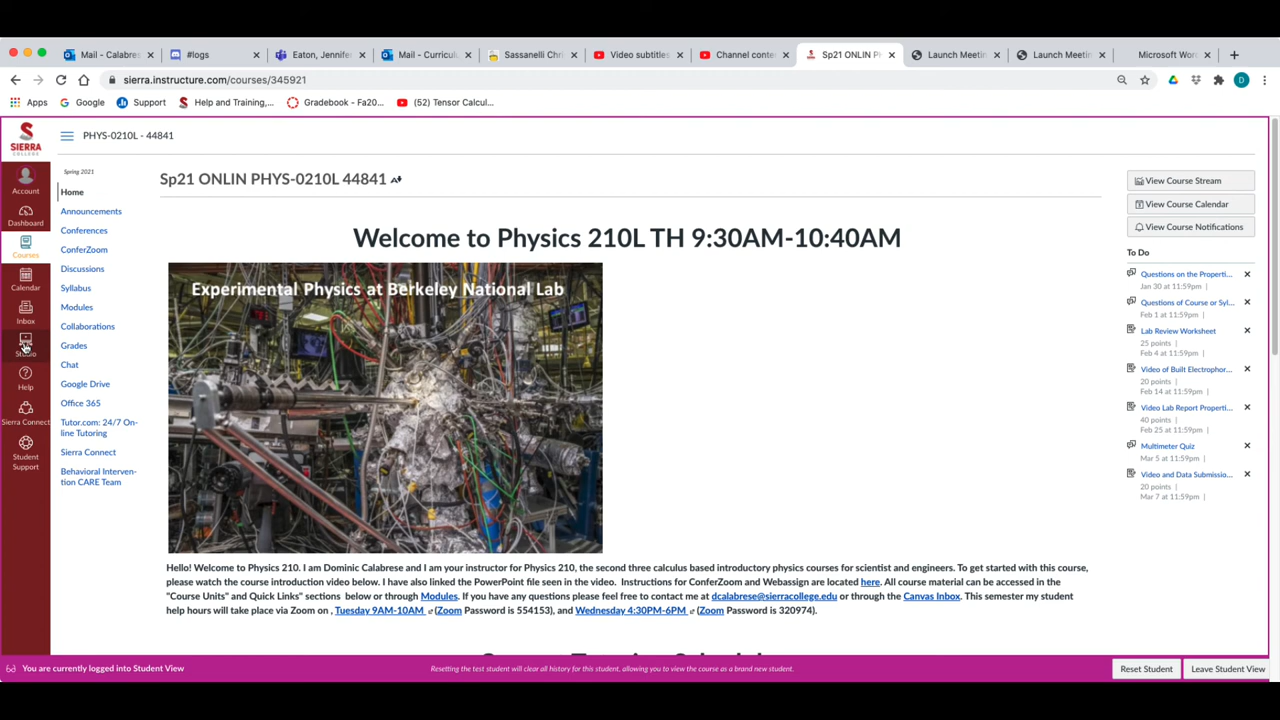 Mail - Calabres
#logs
Eaton, Jennifer
Mail - Curricul
Sassanelli Chri
Video subtitles
Channel conte
Sp21 ONLIN P
Launch Meetin
Launch Meetin
Microsoft Wor
sierra.instructure.com/courses/345921
D
Apps
Google
Support
Help and Training,...
Gradebook - Fa20...
(52) Tensor Calcul...
SIERRA
COLLEGE
PHYS-0210L - 44841
Account
Dashboard
Courses
Calendar
Inbox
Studio
Help
Sierra Connect
Student
Support
Spring 2021
Home
Announcements
Conferences
ConferZoom
Discussions
Syllabus
Modules
Collaborations
Grades
Chat
Google Drive
Office 365
Tutor.com: 24/7 On-
line Tutoring
Sierra Connect
Behavioral Interven-
tion CARE Team
Sp21 ONLIN PHYS-0210L 44841
Welcome to Physics 210L TH 9:30AM-10:40AM
Experimental Physics at Berkeley National Lab
Hello! Welcome to Physics 210. I am Dominic Calabrese and I am your instructor for Physics 210, the second three calculus based introductory physics courses for scientist and engineers. To get started with this course,
please watch the course introduction video below. I have also linked the PowerPoint file seen in the video. Instructions for ConferZoom and Webassign are located here. All course material can be accessed in the
"Course Units" and Quick Links" sections below or through Modules. If you have any questions please feel free to contact me at dcalabrese@sierracollege.edu or through the Canvas Inbox. This semester my student
help hours will take place via Zoom on , Tuesday 9AM-10AM (Zoom Password is 554153), and Wednesday 4:30PM-6PM (Zoom Password is 320974).
View Course Stream
View Course Calendar
View Course Notifications
To Do
Questions on the Properti...
Jan 30 at 11:59pm |
Questions of Course or Syl...
Feb 1 at 11:59pm |
Lab Review Worksheet
25 points |
Feb 4 at 11:59pm
Video of Built Electrophor...
20 points |
Feb 14 at 11:59pm
Video Lab Report Properti...
40 points |
Feb 25 at 11:59pm
Multimeter Quiz
Mar 5 at 11:59pm |
Video and Data Submissio...
20 points |
Mar 7 at 11:59pm
You are currently logged into Student View
Resetting the test student will clear all history for this student, allowing you to view the course as a brand new student.
Reset Student
Leave Student View